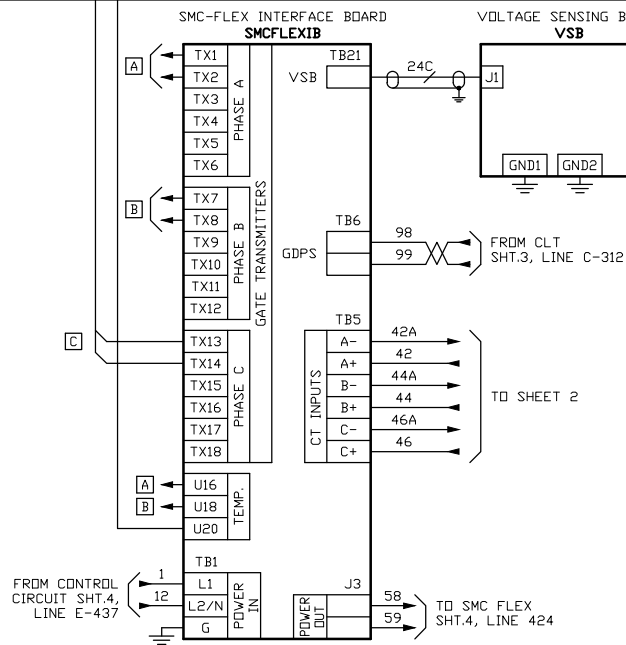 SMC-FLEX INTERFACE BOARD
SMCFLEXIB
VOLTAGE SENSING B
VSB
A
TX1
TX2
TX3
TX4
TX5
TX6
PHASE A
B
TX7
TX8
TX9
TX10
TX11
TX12
PHASE B
C
TX13
TX14
TX15
TX16
TX17
TX18
PHASE C
GATE TRANSMITTERS
A
U16
B
U18
U20
TEMP.
TB1
FROM CONTROL
CIRCUIT SHT.4,
LINE E-437
1
12
L1
L2/N
G
POWER
IN
TB21
VSB
24C
J1
GND1
GND2
TB6
GDPS
98
99
FROM CLT
SHT.3, LINE C-312
TB5
CT INPUTS
A-
A+
B-
B+
C-
C+
42A
42
44A
44
46A
46
TO SHEET 2
J3
POWER
OUT
58
59
TO SMC FLEX
SHT.4, LINE 424